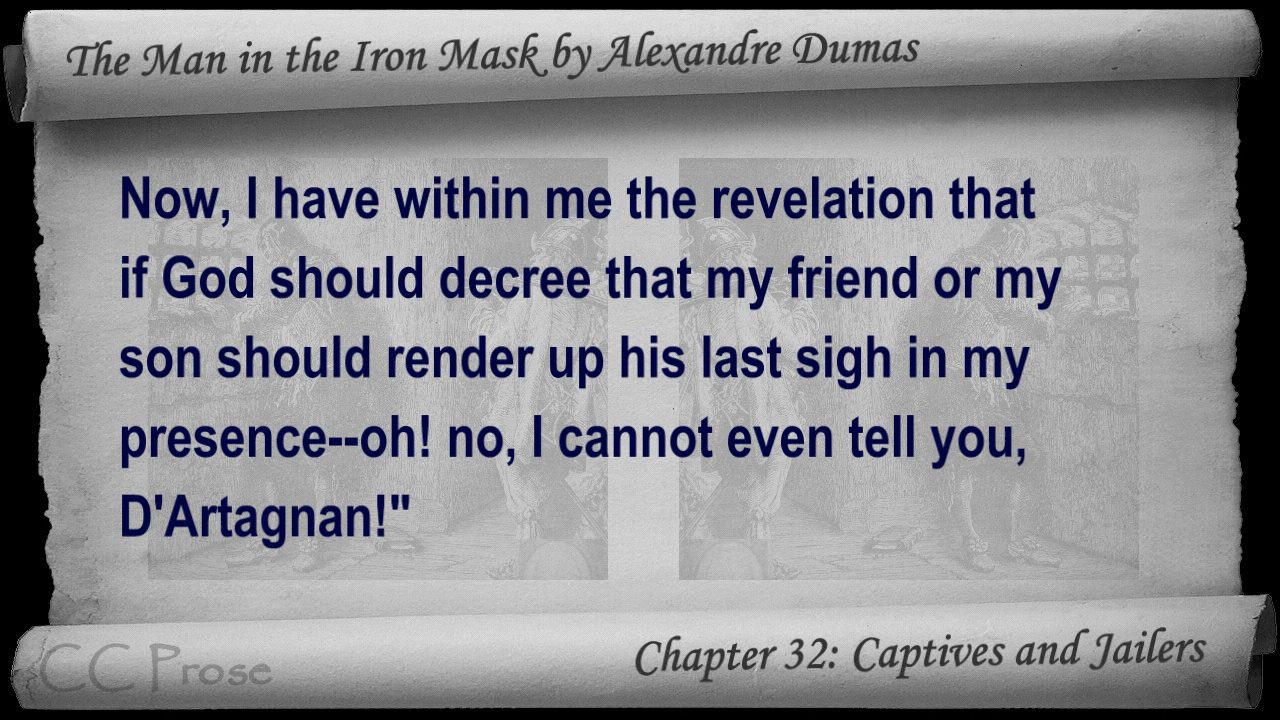 The Man in the Iron Mask by Alexandre Dumas
Now, I have within me the revelation that
if God should decree that my friend or my
son should render up his last sigh in my
presence--oh! no, I cannot even tell you,
D'Artagnan!"
CC Prose
Chapter 32: Captives and Jailers